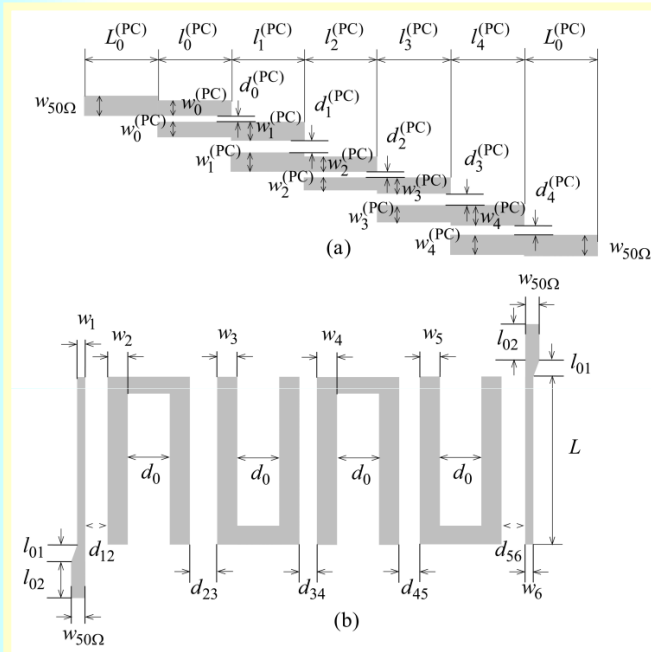 L₀^(PC) l₀^(PC) l₁^(PC) l₂^(PC) l₃^(PC) l₄^(PC) L₀^(PC)
d₀^(PC)
d₁^(PC)
d₂^(PC)
d₃^(PC)
d₄^(PC)
w₅₀Ω w₀^(PC)
w₀^(PC) w₁^(PC)
w₁^(PC) w₂^(PC)
w₂^(PC) w₃^(PC)
w₃^(PC) w₄^(PC)
w₄^(PC) w₅₀Ω
(a)
w₅₀Ω
w₁ w₂ w₃ w₄ w₅ l₀₂
l₀₁
d₀ d₀ d₀ d₀ L
l₀₁ d₁₂ d₅₆
l₀₂ d₂₃ d₃₄ d₄₅ w₆
w₅₀Ω
(b)